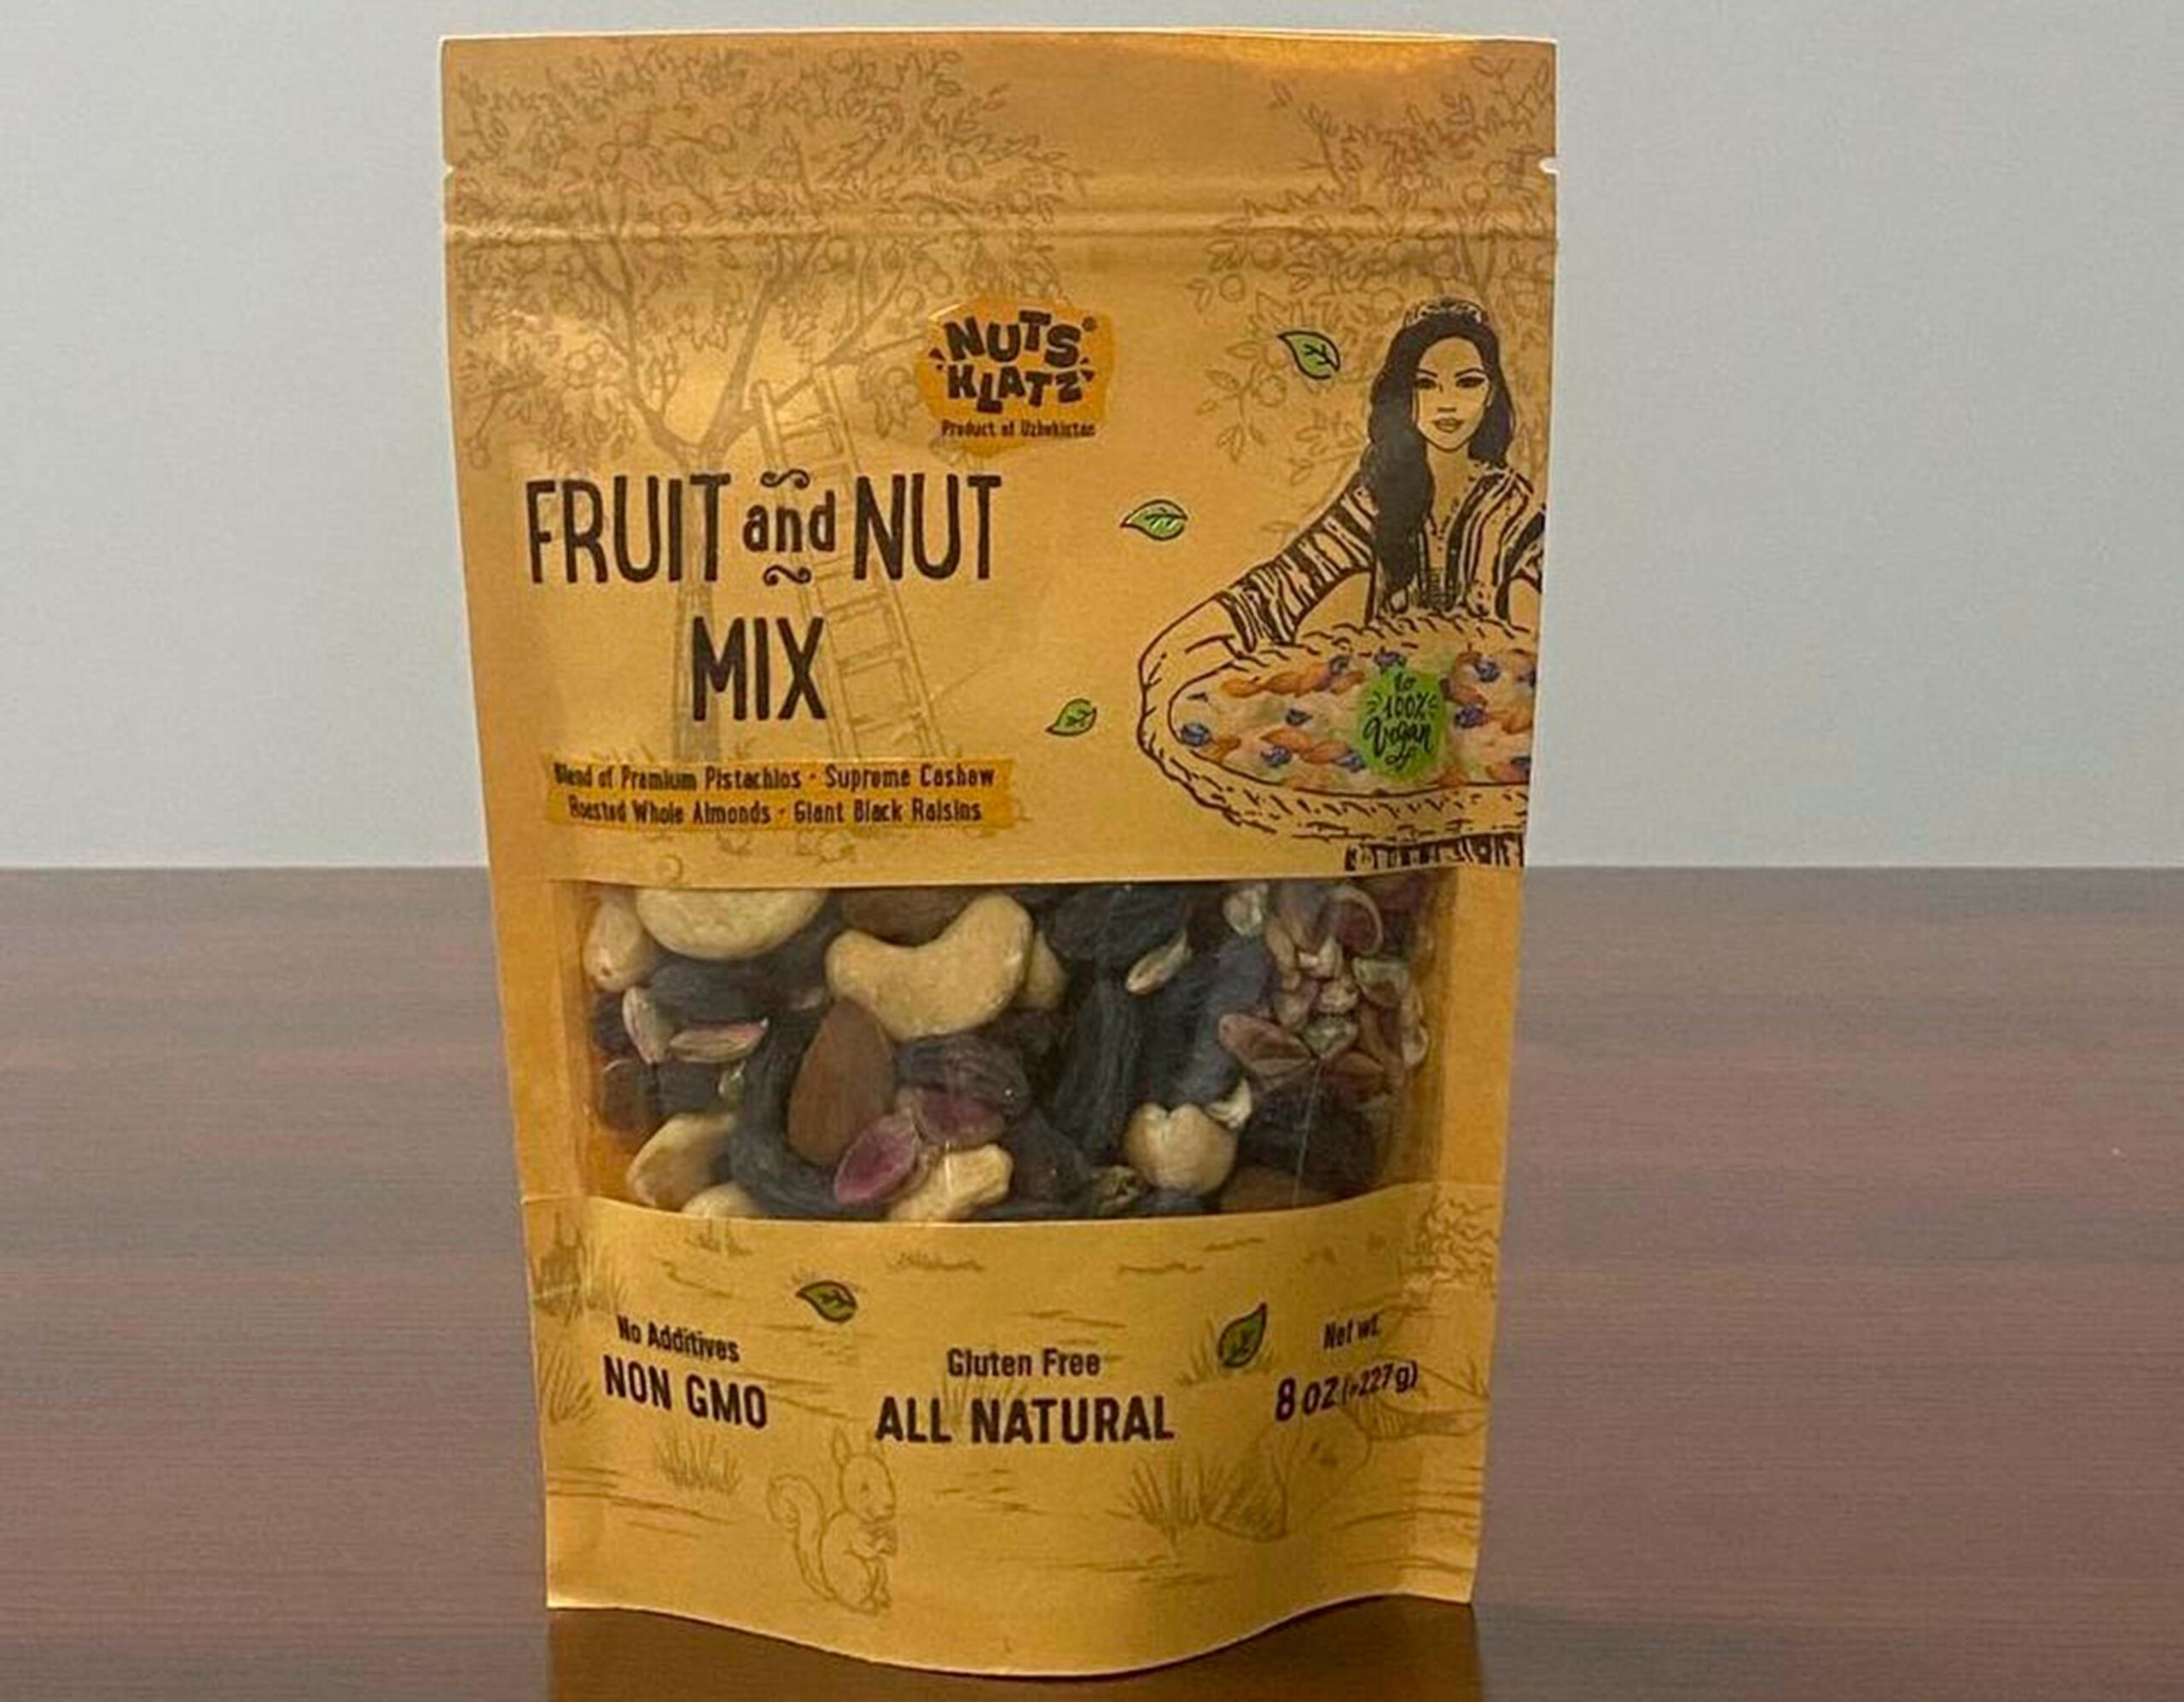 NUTS®
KLATZ
Product of Uzbekistan
FRUIT and NUT
MIX
Blend of Premium Pistachios · Supreme Cashew
Roasted Whole Almonds · Giant Black Raisins
100%
Vegan
No Additives
NON GMO
Gluten Free
ALL NATURAL
Net wt.
8 OZ (≈227g)